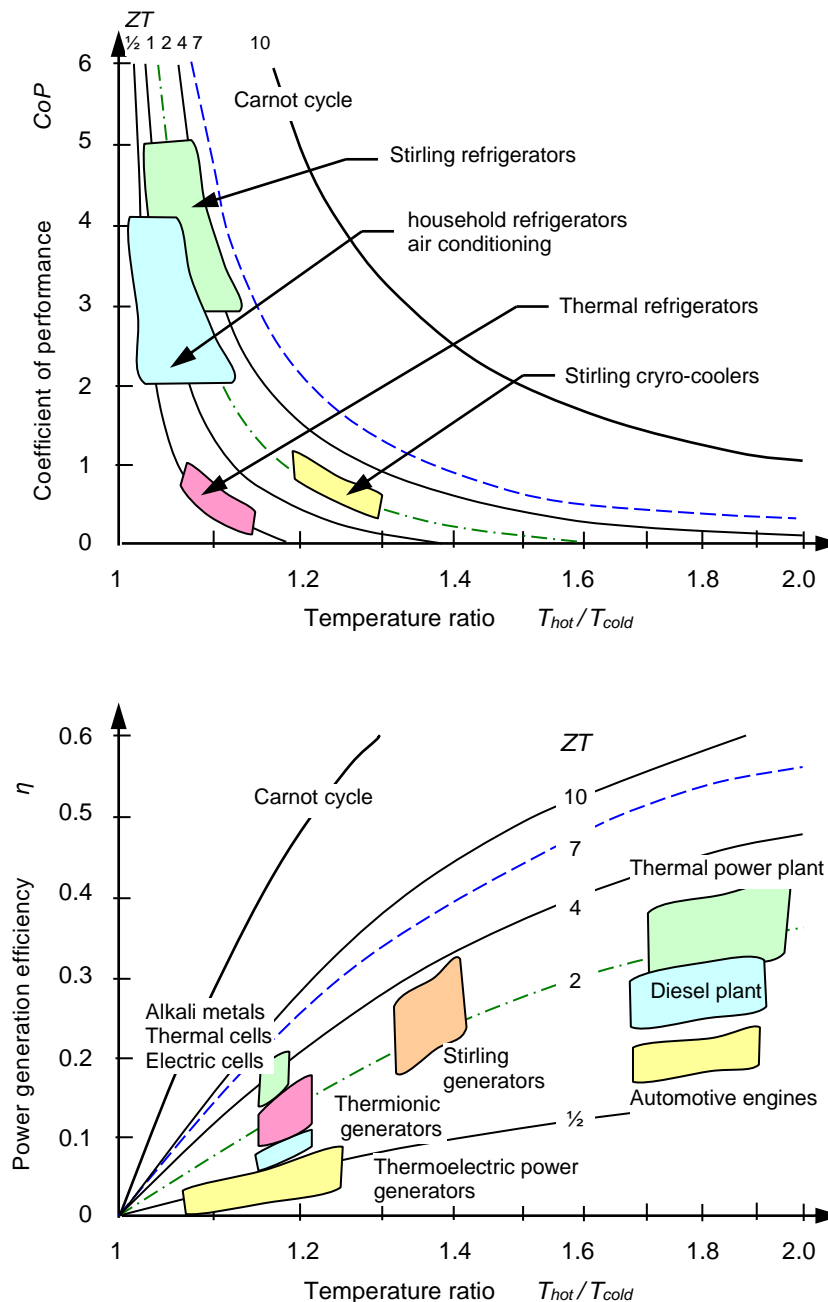 ZT
½ 1 2 4 7 10
6
CoP
Carnot cycle
5
Stirling refrigerators
4
household refrigerators
air conditioning
3
Thermal refrigerators
2
Stirling cryro-coolers
Coefficient of performance
1
0
1 1.2 1.4 1.6 1.8 2.0
Temperature ratio T_hot / T_cold
0.6
ZT
η
Carnot cycle
10
0.5
7
Thermal power plant
0.4
4
Power generation efficiency
0.3
2
Diesel plant
Alkali metals
Thermal cells
Electric cells
0.2
Stirling
generators
Automotive engines
Thermionic
generators
½
0.1
Thermoelectric power
generators
0
1 1.2 1.4 1.6 1.8 2.0
Temperature ratio T_hot / T_cold